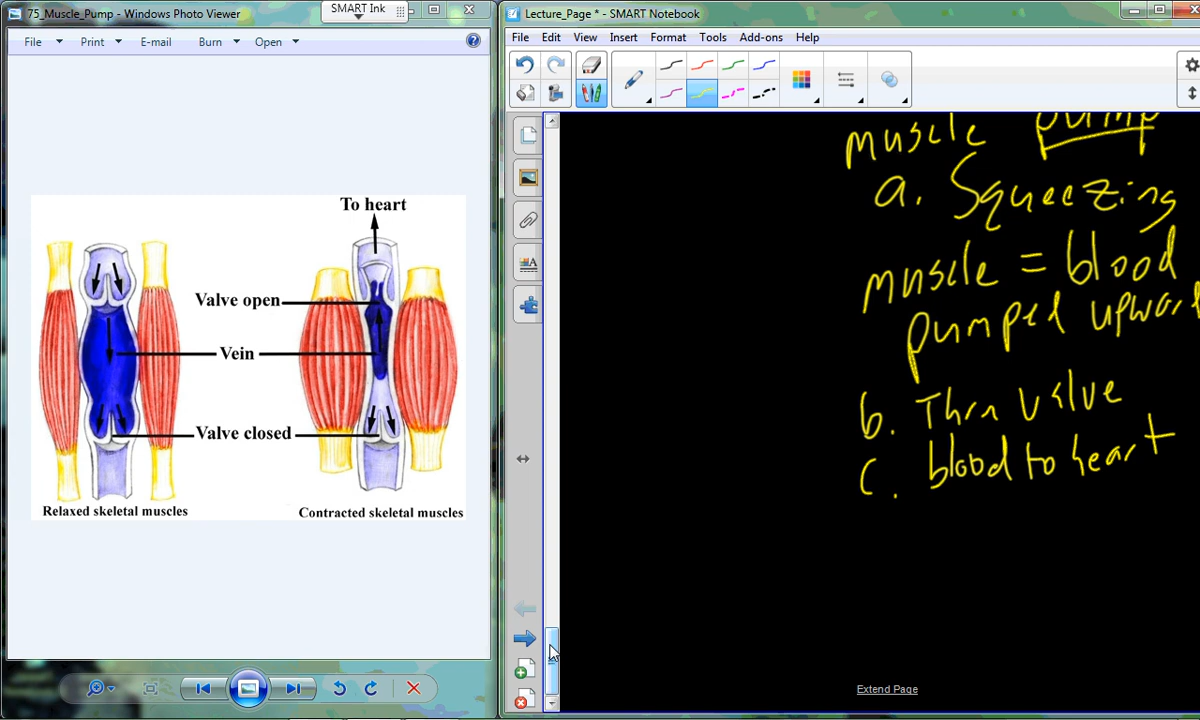 75_Muscle_Pump - Windows Photo Viewer
SMART Ink
File Print E-mail Burn Open
To heart
Valve open
Vein
Valve closed
Relaxed skeletal muscles
Contracted skeletal muscles
Lecture_Page * - SMART Notebook
File Edit View Insert Format Tools Add-ons Help
muscle pump
a. Squeezing
muscle = blood
pumped upward
b. Thru valve
c. blood to heart
Extend Page